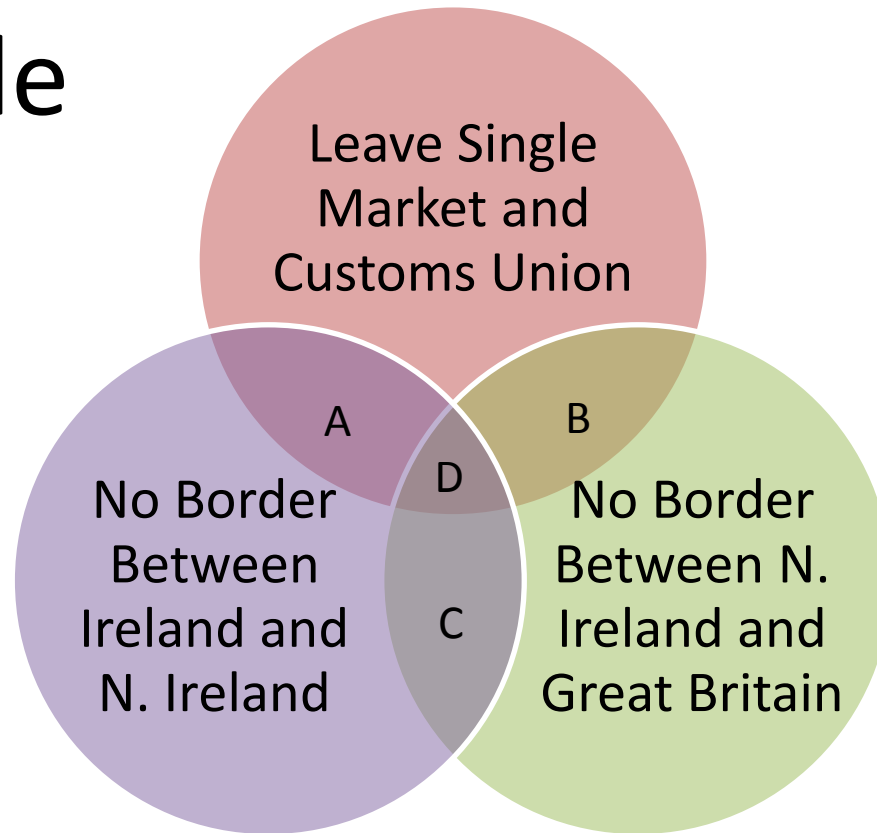 le
Leave Single
Market and
Customs Union
A
B
D
No Border
Between
Ireland and
N. Ireland
No Border
Between N.
Ireland and
Great Britain
C